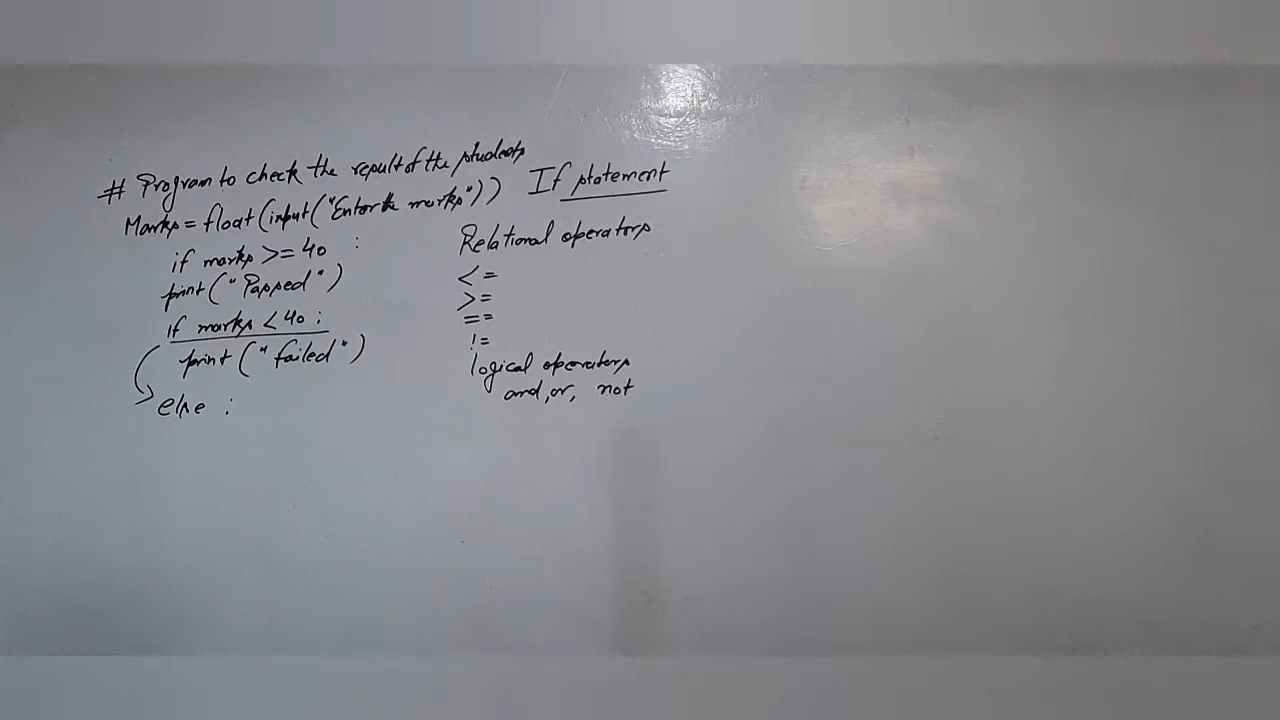 # Program to check the result of the students
If statement
Marks = float(input("Enter the marks"))
if marks >= 40 :
print("Passed")
if marks < 40 :
print("failed")
else :
Relational operators
<=
>=
==
!=
logical operators
and, or, not